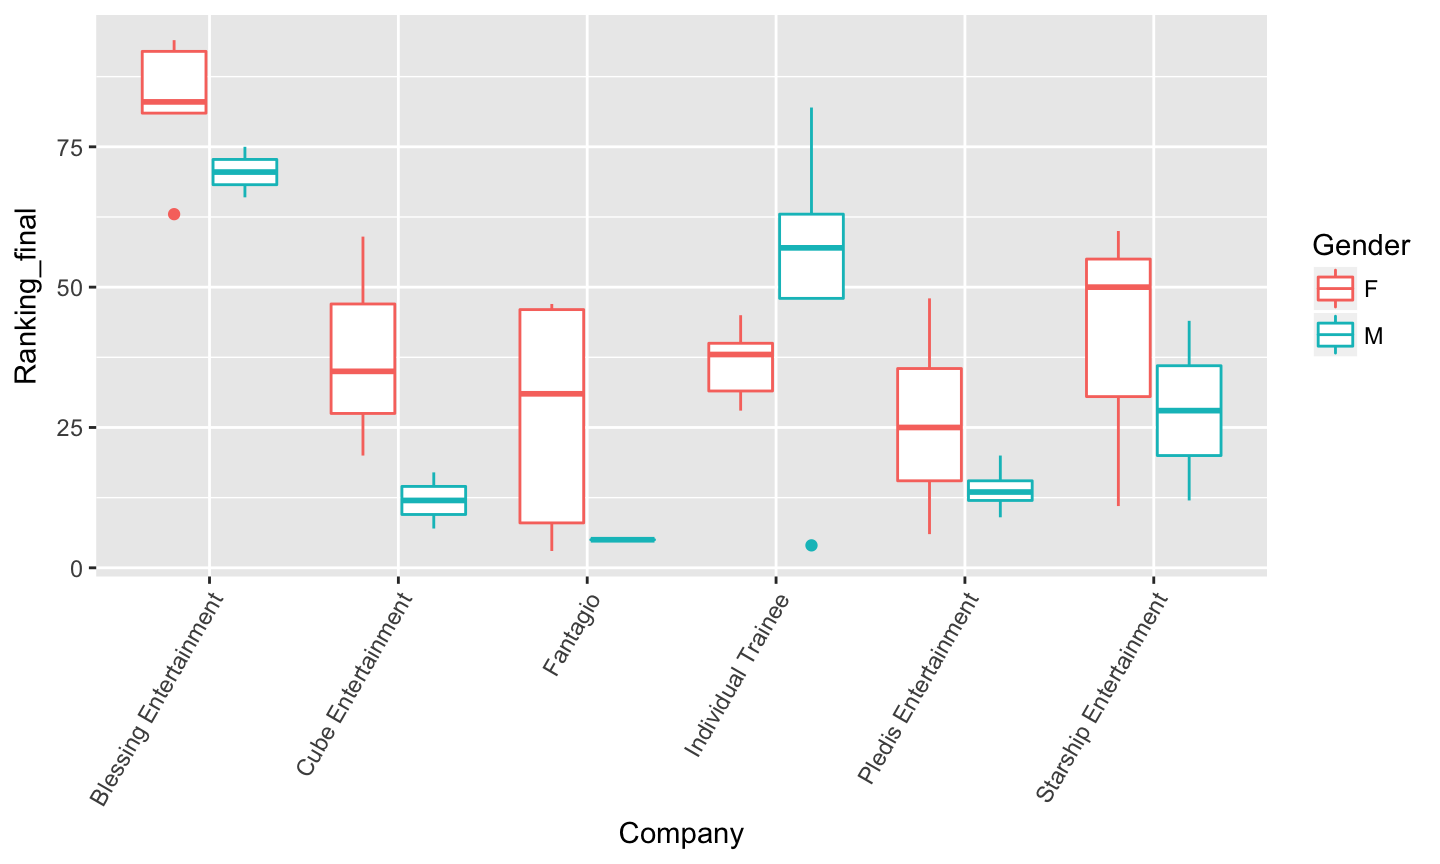 Ranking_final
75
50
25
0
Blessing Entertainment
Cube Entertainment
Fantagio
Individual Trainee
Pledis Entertainment
Starship Entertainment
Company
Gender
F
M